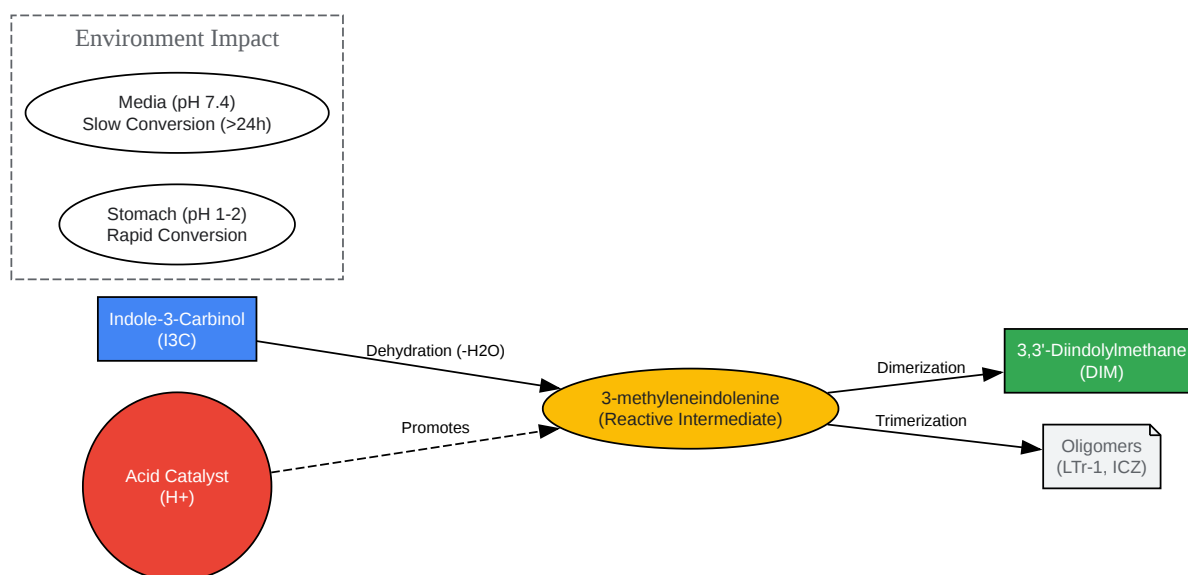 Environment Impact
Media (pH 7.4)
Slow Conversion (>24h)
Stomach (pH 1-2)
Rapid Conversion
Indole-3-Carbinol
(I3C)
Dehydration (-H2O)
Acid Catalyst
(H+)
Promotes
3-methyleneindolenine
(Reactive Intermediate)
Dimerization
3,3'-Diindolylmethane
(DIM)
Trimerization
Oligomers
(LTr-1, ICZ)